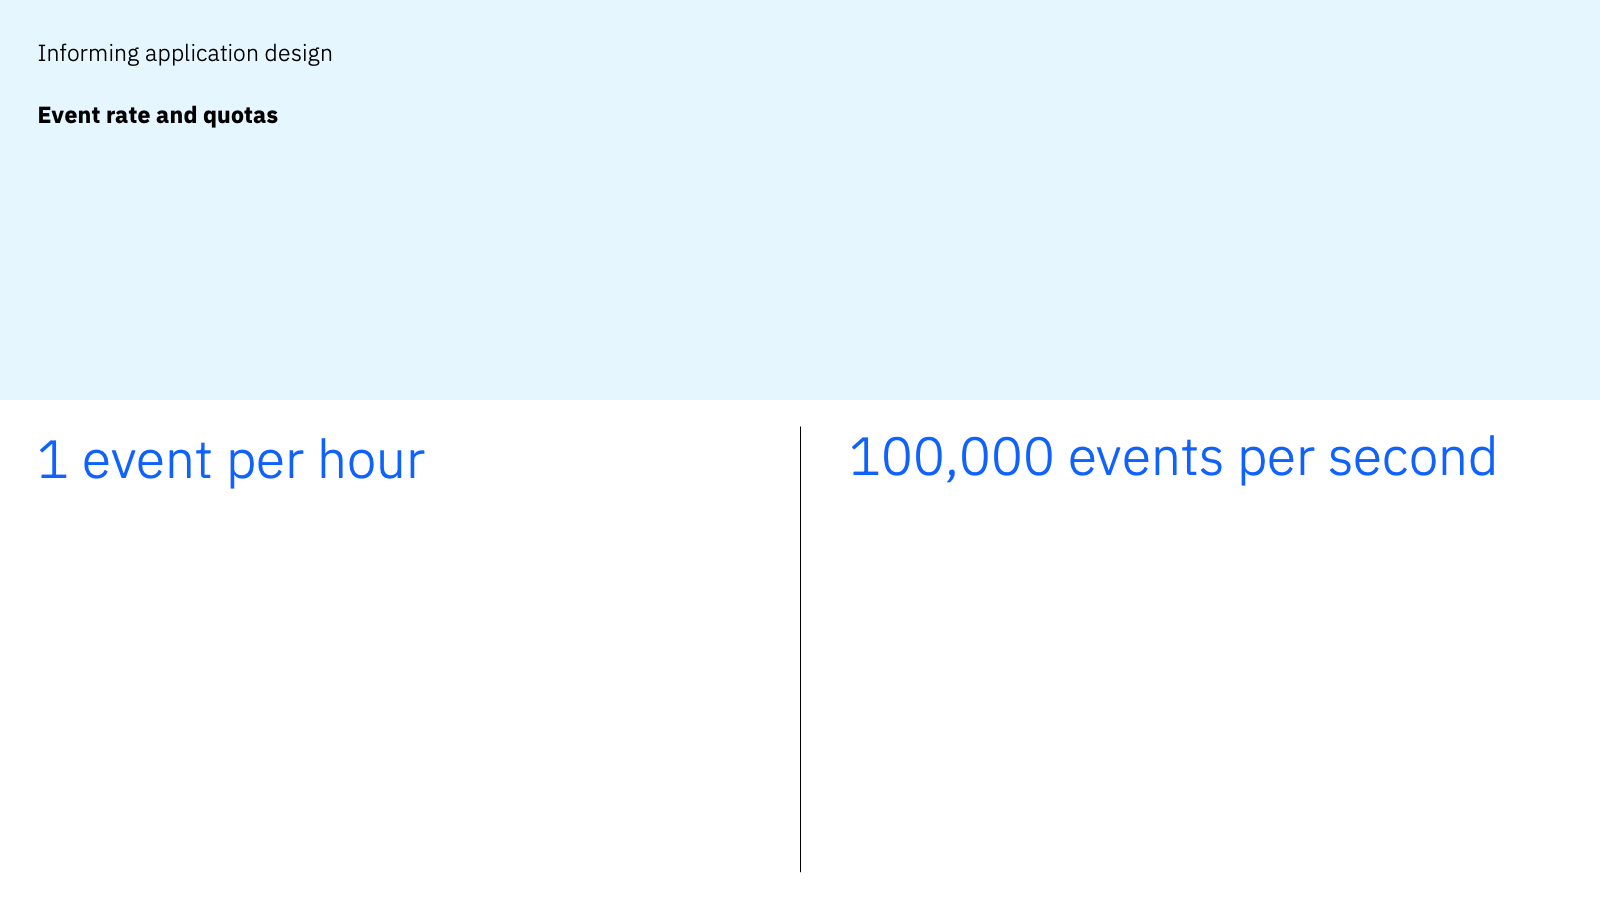 Informing application design
Event rate and quotas
1 event per hour
100,000 events per second